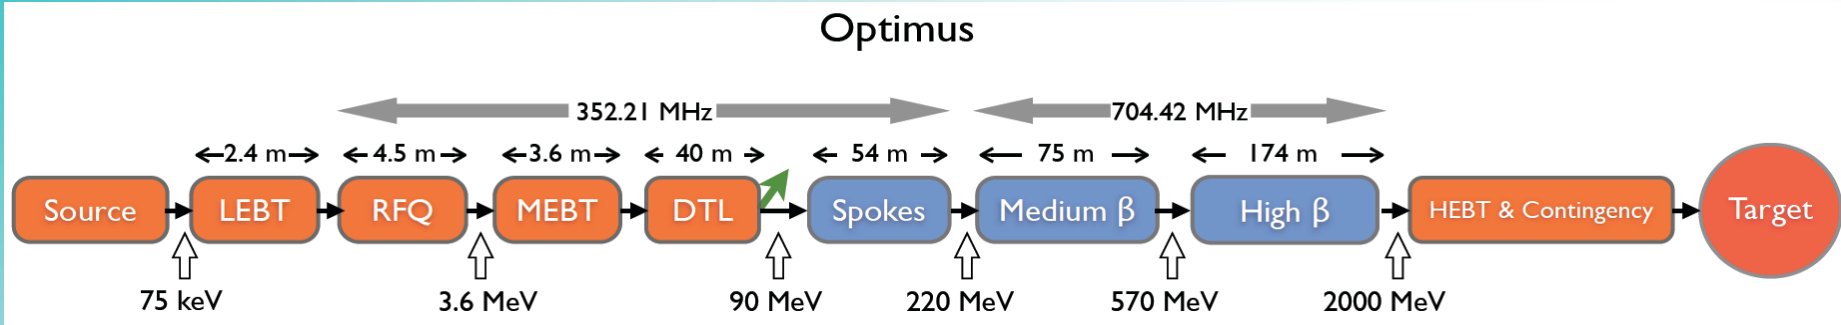 Optimus
352.21 MHz
704.42 MHz
2.4 m
4.5 m
3.6 m
40 m
54 m
75 m
174 m
Source
LEBT
RFQ
MEBT
DTL
Spokes
Medium β
High β
HEBT & Contingency
Target
75 keV
3.6 MeV
90 MeV
220 MeV
570 MeV
2000 MeV